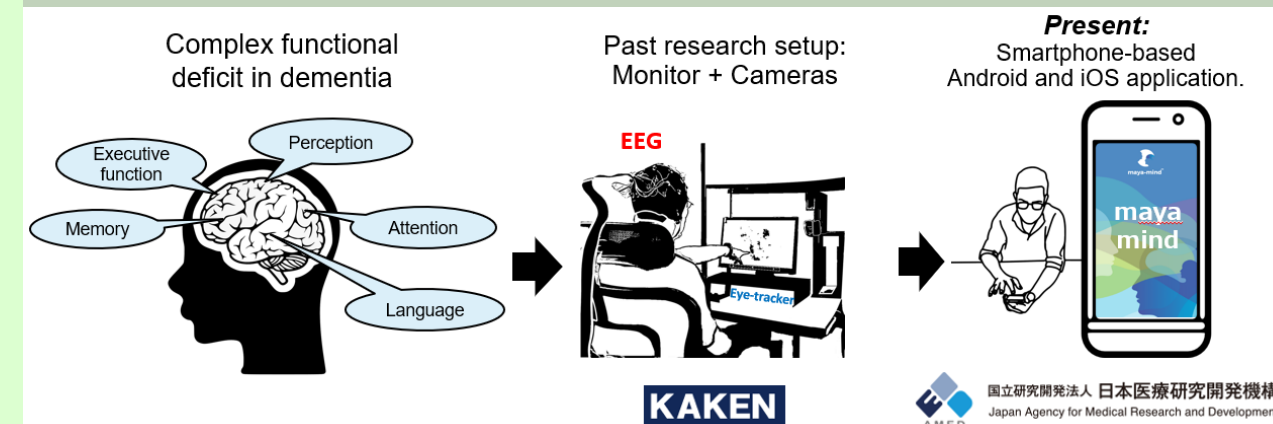 Complex functional
deficit in dementia
Executive
function
Perception
Memory
Attention
Language
Past research setup:
Monitor + Cameras
EEG
Eye-tracker
KAKEN
Present:
Smartphone-based
Android and iOS application.
maya-mind
maya
mind
AMED
国立研究開発法人 日本医療研究開発機構
Japan Agency for Medical Research and Development